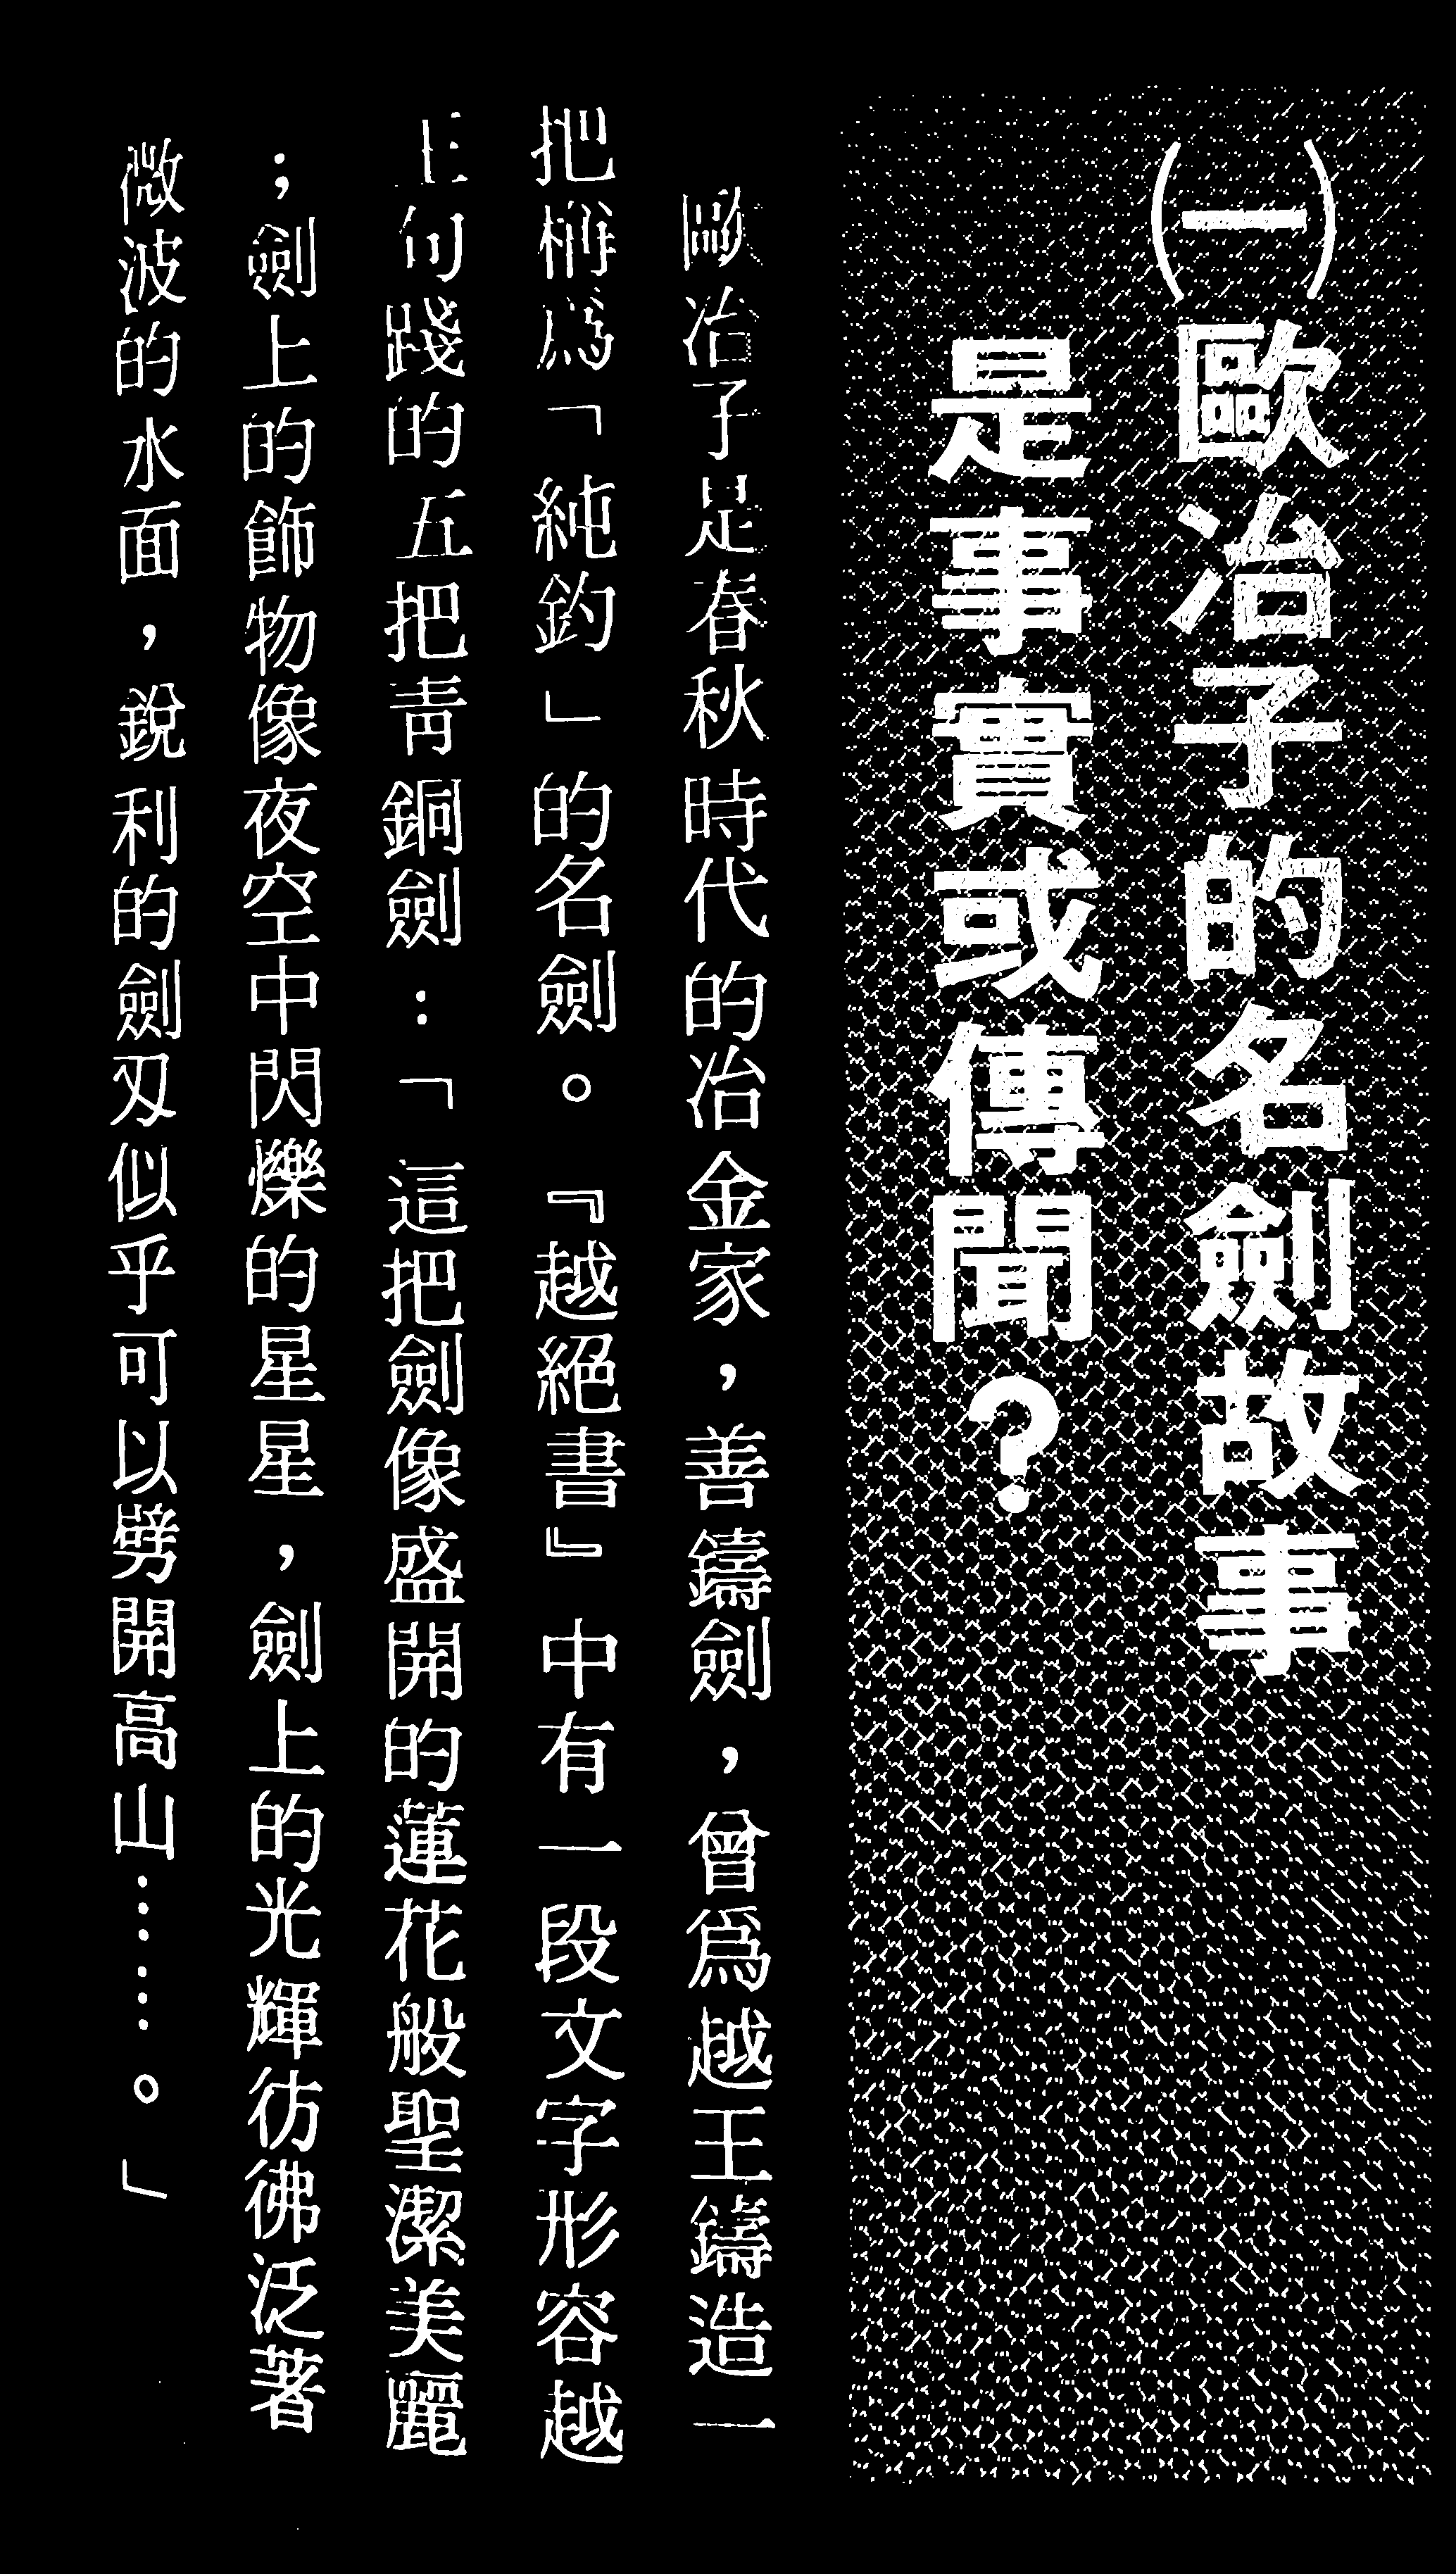 (一)歐冶子的名劍故事
是事實或傳聞?
歐冶子是春秋時代的冶金家，善鑄劍，曾爲越王鑄造一
把稱爲「純鈞」的名劍。『越絕書』中有一段文字形容越
王句踐的五把靑銅劍：「這把劍像盛開的蓮花般聖潔美麗
；劍上的飾物像夜空中閃爍的星星，劍上的光輝彷彿泛著
微波的水面，銳利的劍刃似乎可以劈開高山……。」